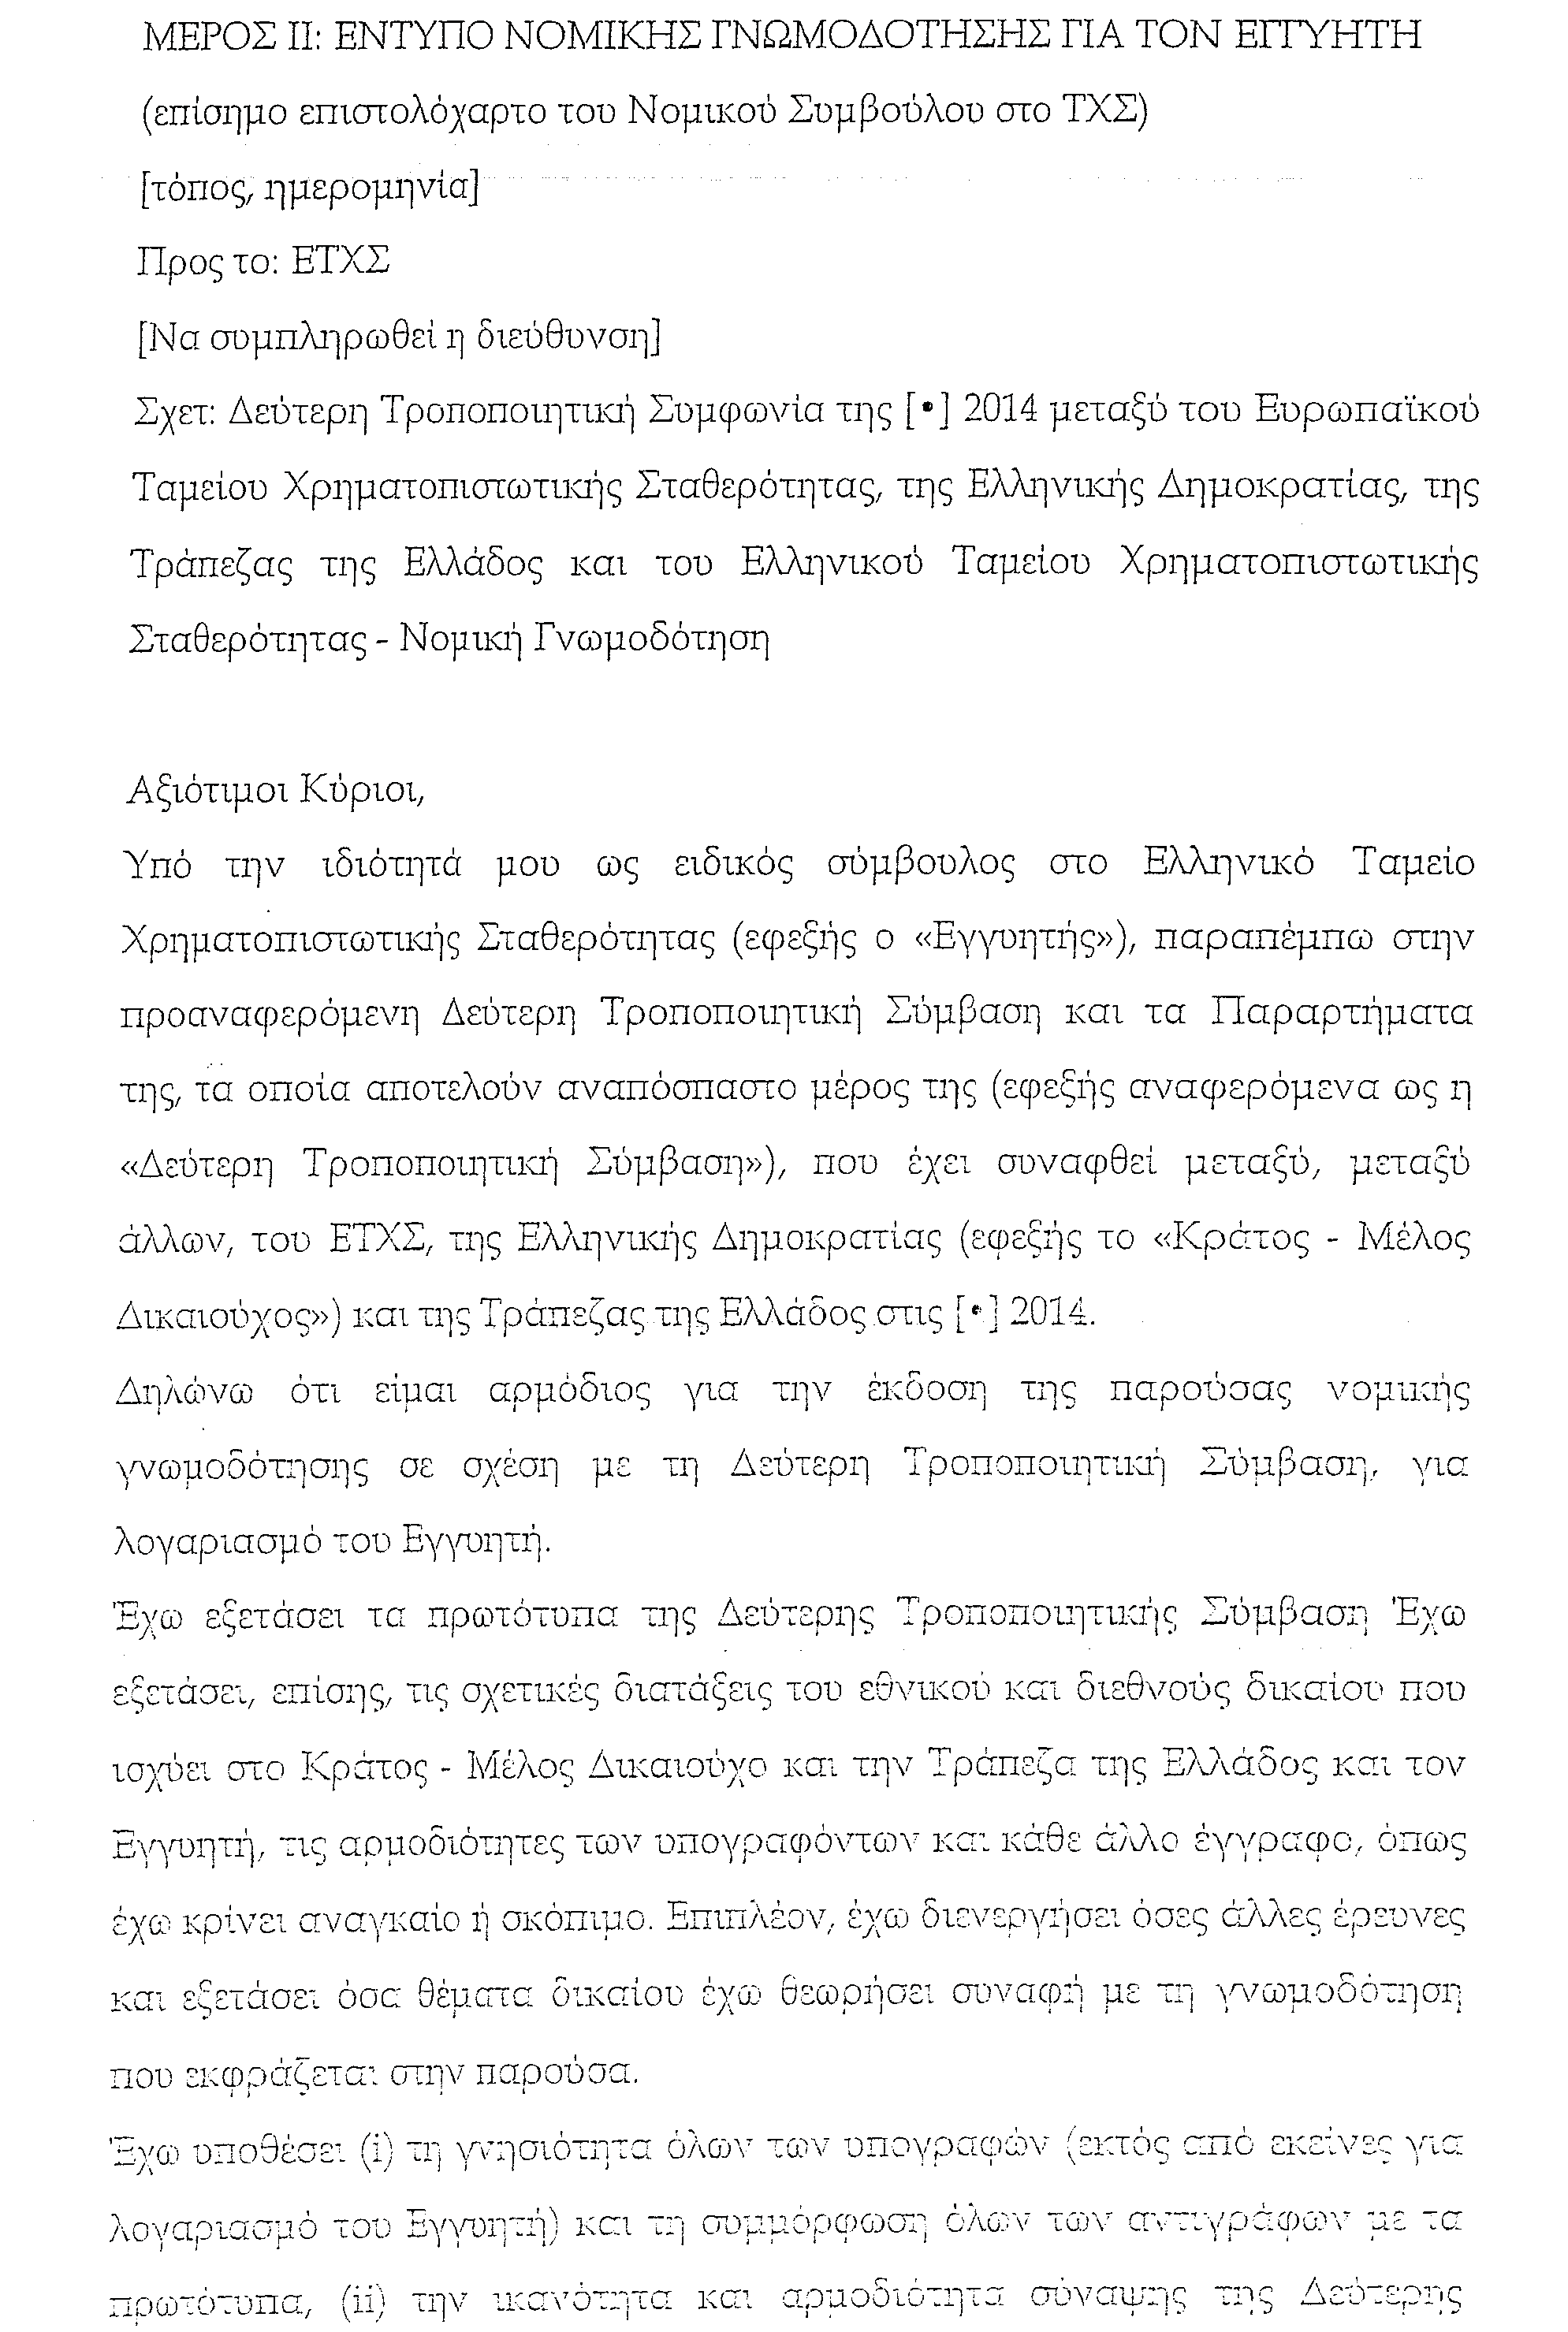 ΜΕΡΟΣ ΙΙ: ΕΝΤΥΠΟ ΝΟΜΙΚΗΣ ΓΝΩΜΟΔΟΤΗΣΗΣ ΓΙΑ ΤΟΝ ΕΓΓΥΗΤΗ
(επίσημο επιστολόχαρτο του Νομικού Συμβούλου στο ΤΧΣ)
[τόπος, ημερομηνία]
Προς το: ΕΤΧΣ
[Να συμπληρωθεί η διεύθυνση]
Σχετ: Δεύτερη Τροποποιητική Συμφωνία της [•] 2014 μεταξύ του Ευρωπαϊκού
Ταμείου Χρηματοπιστωτικής Σταθερότητας, της Ελληνικής Δημοκρατίας, της
Τράπεζας της Ελλάδος και του Ελληνικού Ταμείου Χρηματοπιστωτικής
Σταθερότητας - Νομική Γνωμοδότηση
Αξιότιμοι Κύριοι,
Υπό την ιδιότητά μου ως ειδικός σύμβουλος στο Ελληνικό Ταμείο
Χρηματοπιστωτικής Σταθερότητας (εφεξής ο «Εγγυητής»), παραπέμπω στην
προαναφερόμενη Δεύτερη Τροποποιητική Σύμβαση και τα Παραρτήματα
της, τα οποία αποτελούν αναπόσπαστο μέρος της (εφεξής αναφερόμενα ως η
«Δεύτερη Τροποποιητική Σύμβαση»), που έχει συναφθεί μεταξύ, μεταξύ
άλλων, του ΕΤΧΣ, της Ελληνικής Δημοκρατίας (εφεξής το «Κράτος - Μέλος
Δικαιούχος») και της Τράπεζας της Ελλάδος στις [•] 2014.
Δηλώνω ότι είμαι αρμόδιος για την έκδοση της παρούσας νομικής
γνωμοδότησης σε σχέση με τη Δεύτερη Τροποποιητική Σύμβαση, για
λογαριασμό του Εγγυητή.
Έχω εξετάσει τα πρωτότυπα της Δεύτερης Τροποποιητικής Σύμβαση Έχω
εξετάσει, επίσης, τις σχετικές διατάξεις του εθνικού και διεθνούς δικαίου που
ισχύει στο Κράτος - Μέλος Δικαιούχο και την Τράπεζα της Ελλάδος και τον
Εγγυητή, τις αρμοδιότητες των υπογραφόντων και κάθε άλλο έγγραφο, όπως
έχω κρίνει αναγκαίο ή σκόπιμο. Επιπλέον, έχω διενεργήσει όσες άλλες έρευνες
και εξετάσει όσα θέματα δικαίου έχω θεωρήσει συναφή με τη γνωμοδότηση
που εκφράζεται στην παρούσα.
Έχω υποθέσει (i) τη γνησιότητα όλων των υπογραφών (εκτός από εκείνες για
λογαριασμό του Εγγυητή) και τη συμμόρφωση όλων των αντιγράφων με τα
πρωτότυπα, (ii) την ικανότητα και αρμοδιότητα σύναψης της Δεύτερης